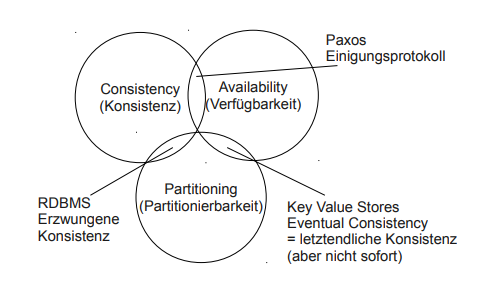 Paxos
Einigungsprotokoll
Consistency
(Konsistenz)
Availability
(Verfügbarkeit)
Partitioning
(Partitionierbarkeit)
RDBMS
Erzwungene
Konsistenz
Key Value Stores
Eventual Consistency
= letztendliche Konsistenz
(aber nicht sofort)